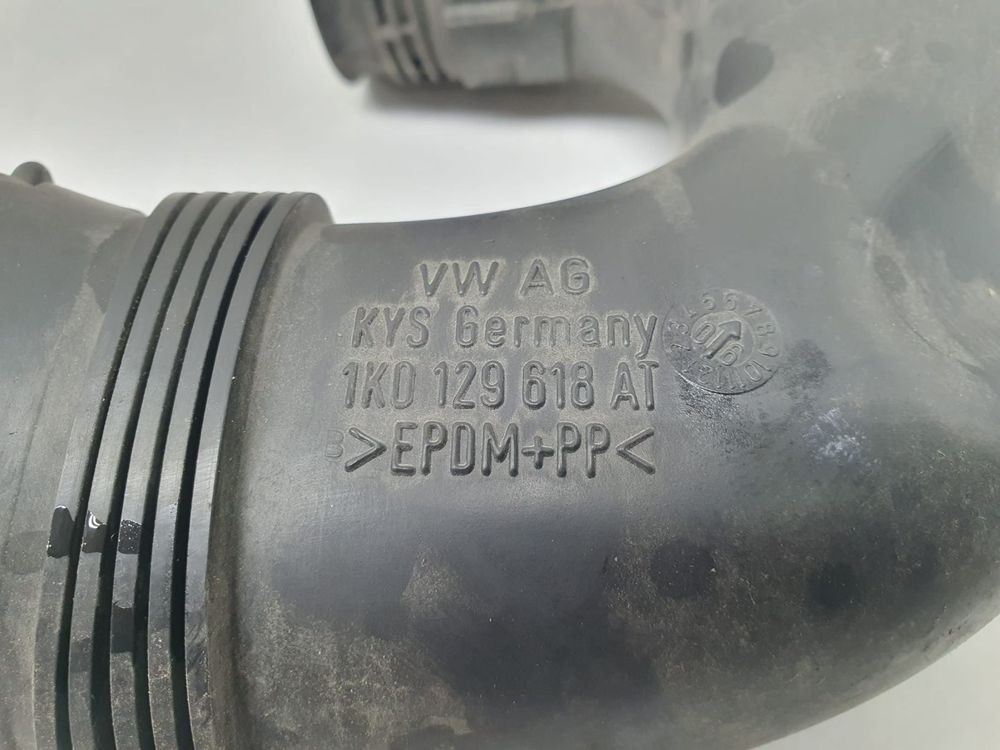 VW AG
KYS Germany
1K0 129 618 AT
B >EPDM+PP<